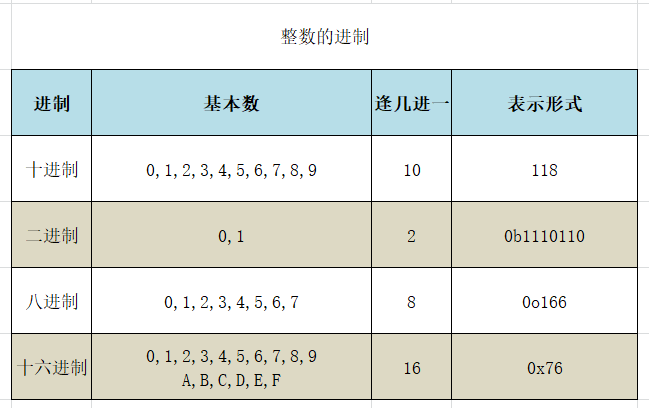 整数的进制
进制 基本数 逢几进一 表示形式
十进制 0,1,2,3,4,5,6,7,8,9 10 118
二进制 0,1 2 0b1110110
八进制 0,1,2,3,4,5,6,7 8 0o166
十六进制 0,1,2,3,4,5,6,7,8,9 16 0x76
A,B,C,D,E,F